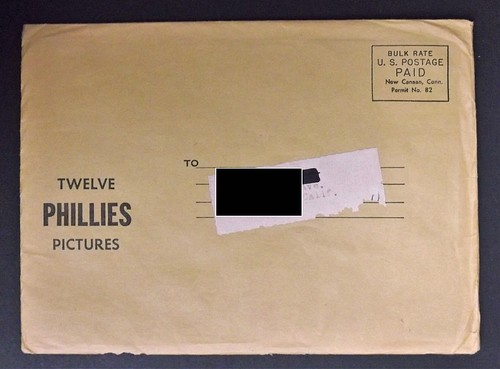 BULK RATE
U. S. POSTAGE
PAID
New Canaan, Conn.
Permit No. 82
TO
TWELVE
PHILLIES
PICTURES